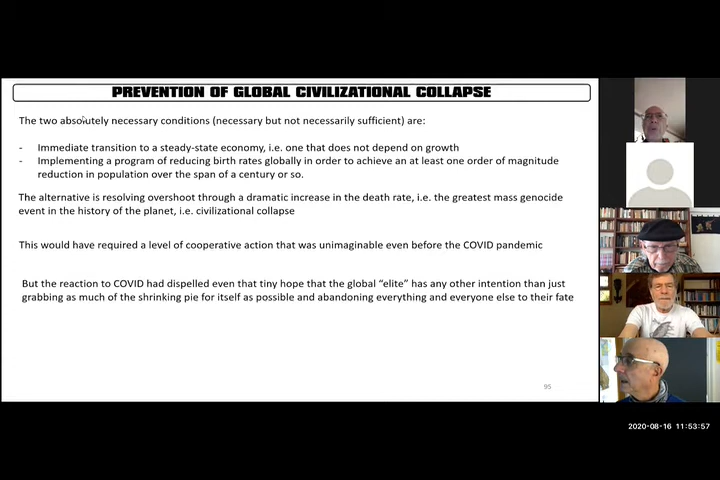 PREVENTION OF GLOBAL CIVILIZATIONAL COLLAPSE
The two absolutely necessary conditions (necessary but not necessarily sufficient) are:
- Immediate transition to a steady-state economy, i.e. one that does not depend on growth
- Implementing a program of reducing birth rates globally in order to achieve an at least one order of magnitude
reduction in population over the span of a century or so.
The alternative is resolving overshoot through a dramatic increase in the death rate, i.e. the greatest mass genocide
event in the history of the planet, i.e. civilizational collapse
This would have required a level of cooperative action that was unimaginable even before the COVID pandemic
But the reaction to COVID had dispelled even that tiny hope that the global “elite” has any other intention than just
grabbing as much of the shrinking pie for itself as possible and abandoning everything and everyone else to their fate
95
2020-08-16 11:53:57